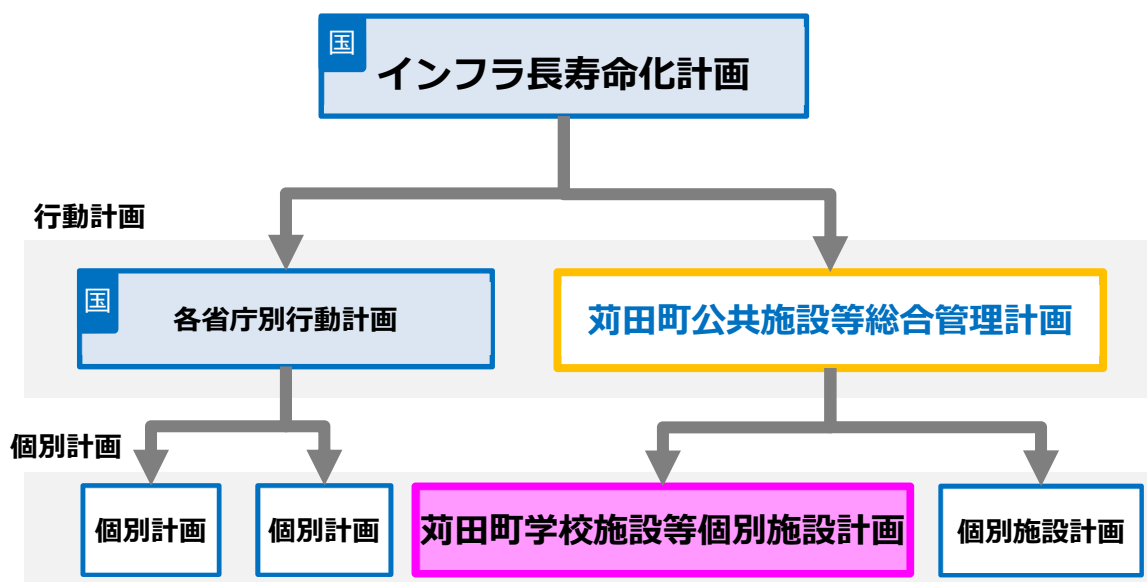 国
インフラ長寿命化計画
行動計画
国
各省庁別行動計画
苅田町公共施設等総合管理計画
個別計画
個別計画
個別計画
苅田町学校施設等個別施設計画
個別施設計画